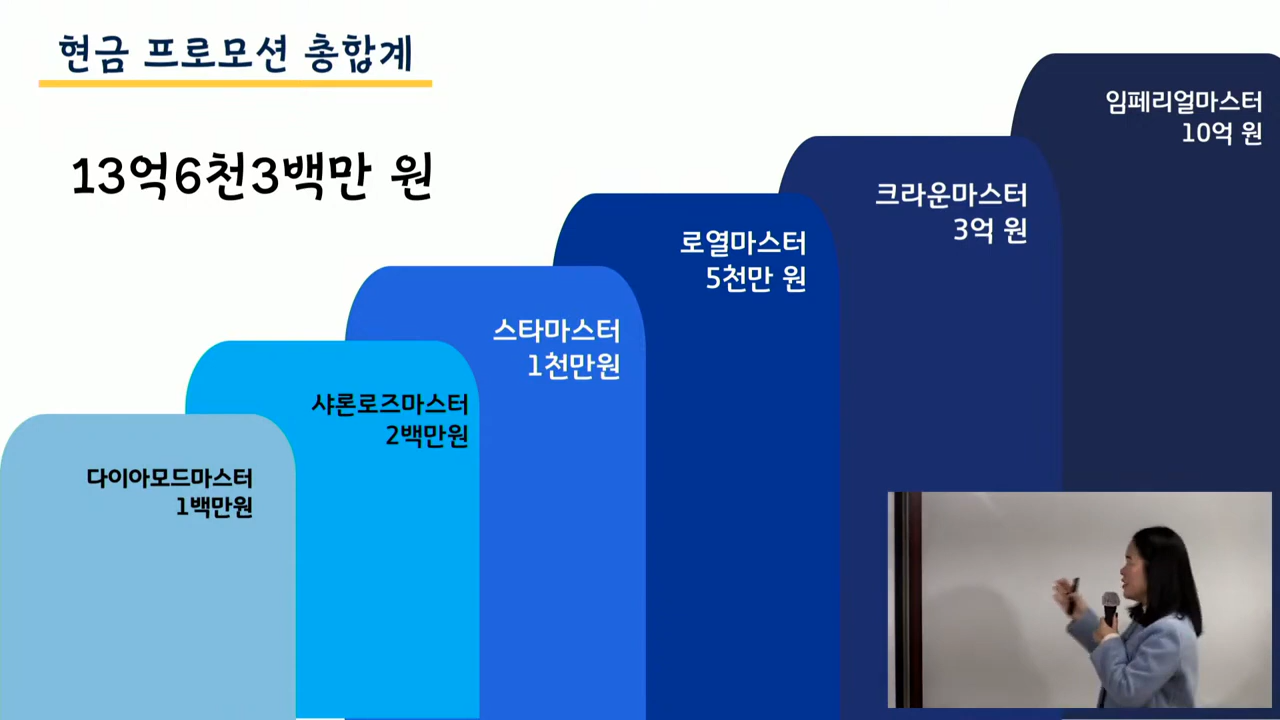 현금 프로모션 총합계
13억6천3백만 원
임페리얼마스터
10억 원
크라운마스터
3억 원
로열마스터
5천만 원
스타마스터
1천만원
샤론로즈마스터
2백만원
다이아모드마스터
1백만원